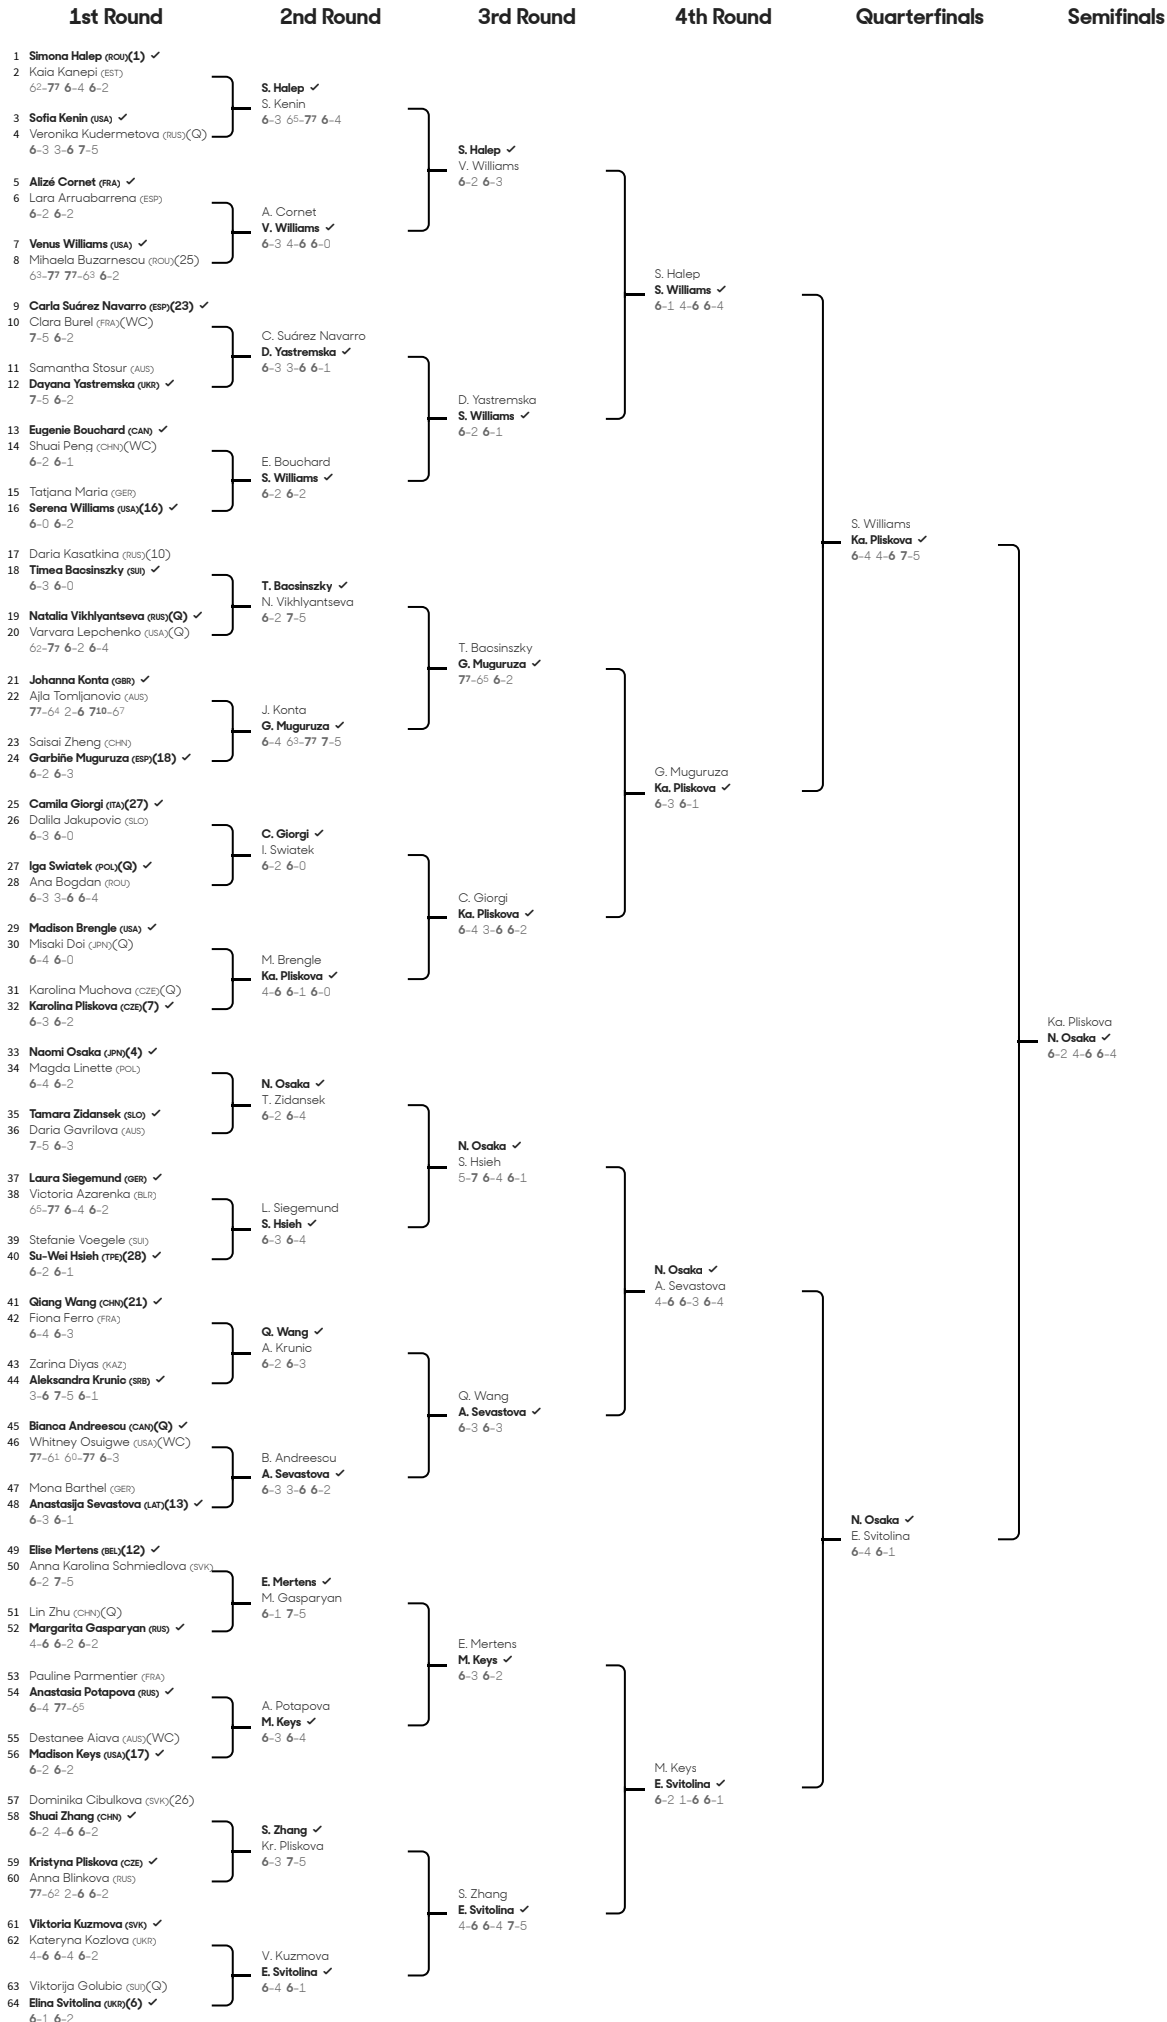 1st Round
2nd Round
3rd Round
4th Round
Quarterfinals
Semifinals
1 Simona Halep (ROU)(1) ✓
2 Kaia Kanepi (EST)
6²-7⁷ 6-4 6-2
3 Sofia Kenin (USA) ✓
4 Veronika Kudermetova (RUS)(Q)
6-3 3-6 7-5
5 Alizé Cornet (FRA) ✓
6 Lara Arruabarrena (ESP)
6-2 6-2
7 Venus Williams (USA) ✓
8 Mihaela Buzarnescu (ROU)(25)
6³-7⁷ 7⁷-6³ 6-2
9 Carla Suárez Navarro (ESP)(23) ✓
10 Clara Burel (FRA)(WC)
7-5 6-2
11 Samantha Stosur (AUS)
12 Dayana Yastremska (UKR) ✓
7-5 6-2
13 Eugenie Bouchard (CAN) ✓
14 Shuai Peng (CHN)(WC)
6-2 6-1
15 Tatjana Maria (GER)
16 Serena Williams (USA)(16) ✓
6-0 6-2
17 Daria Kasatkina (RUS)(10)
18 Timea Bacsinszky (SUI) ✓
6-3 6-0
19 Natalia Vikhlyantseva (RUS)(Q) ✓
20 Varvara Lepchenko (USA)(Q)
6²-7⁷ 6-2 6-4
21 Johanna Konta (GBR) ✓
22 Ajla Tomljanovic (AUS)
7⁷-6⁴ 2-6 7¹⁰-6⁷
23 Saisai Zheng (CHN)
24 Garbiñe Muguruza (ESP)(18) ✓
6-2 6-3
25 Camila Giorgi (ITA)(27) ✓
26 Dalila Jakupovic (SLO)
6-3 6-0
27 Iga Swiatek (POL)(Q) ✓
28 Ana Bogdan (ROU)
6-3 3-6 6-4
29 Madison Brengle (USA) ✓
30 Misaki Doi (JPN)(Q)
6-4 6-0
31 Karolina Muchova (CZE)(Q)
32 Karolina Pliskova (CZE)(7) ✓
6-3 6-2
33 Naomi Osaka (JPN)(4) ✓
34 Magda Linette (POL)
6-4 6-2
35 Tamara Zidansek (SLO) ✓
36 Daria Gavrilova (AUS)
7-5 6-3
37 Laura Siegemund (GER) ✓
38 Victoria Azarenka (BLR)
6⁵-7⁷ 6-4 6-2
39 Stefanie Voegele (SUI)
40 Su-Wei Hsieh (TPE)(28) ✓
6-2 6-1
41 Qiang Wang (CHN)(21) ✓
42 Fiona Ferro (FRA)
6-4 6-3
43 Zarina Diyas (KAZ)
44 Aleksandra Krunic (SRB) ✓
3-6 7-5 6-1
45 Bianca Andreescu (CAN)(Q) ✓
46 Whitney Osuigwe (USA)(WC)
7⁷-6¹ 6⁰-7⁷ 6-3
47 Mona Barthel (GER)
48 Anastasija Sevastova (LAT)(13) ✓
6-3 6-1
49 Elise Mertens (BEL)(12) ✓
50 Anna Karolina Schmiedlova (SVK)
6-2 7-5
51 Lin Zhu (CHN)(Q)
52 Margarita Gasparyan (RUS) ✓
4-6 6-2 6-2
53 Pauline Parmentier (FRA)
54 Anastasia Potapova (RUS) ✓
6-4 7⁷-6⁵
55 Destanee Aiava (AUS)(WC)
56 Madison Keys (USA)(17) ✓
6-2 6-2
57 Dominika Cibulkova (SVK)(26)
58 Shuai Zhang (CHN) ✓
6-2 4-6 6-2
59 Kristyna Pliskova (CZE) ✓
60 Anna Blinkova (RUS)
7⁷-6² 2-6 6-2
61 Viktoria Kuzmova (SVK) ✓
62 Kateryna Kozlova (UKR)
4-6 6-4 6-2
63 Viktorija Golubic (SUI)(Q)
64 Elina Svitolina (UKR)(6) ✓
6-1 6-2
S. Halep ✓
S. Kenin
6-3 6⁵-7⁷ 6-4
A. Cornet
V. Williams ✓
6-3 4-6 6-0
C. Suárez Navarro
D. Yastremska ✓
6-3 3-6 6-1
E. Bouchard
S. Williams ✓
6-2 6-2
T. Bacsinszky ✓
N. Vikhlyantseva
6-2 7-5
J. Konta
G. Muguruza ✓
6-4 6³-7⁷ 7-5
C. Giorgi ✓
I. Swiatek
6-2 6-0
M. Brengle
Ka. Pliskova ✓
4-6 6-1 6-0
N. Osaka ✓
T. Zidansek
6-2 6-4
L. Siegemund
S. Hsieh ✓
6-3 6-4
Q. Wang ✓
A. Krunic
6-2 6-3
B. Andreescu
A. Sevastova ✓
6-3 3-6 6-2
E. Mertens ✓
M. Gasparyan
6-1 7-5
A. Potapova
M. Keys ✓
6-3 6-4
S. Zhang ✓
Kr. Pliskova
6-3 7-5
V. Kuzmova
E. Svitolina ✓
6-4 6-1
S. Halep ✓
V. Williams
6-2 6-3
D. Yastremska
S. Williams ✓
6-2 6-1
T. Bacsinszky
G. Muguruza ✓
7⁷-6⁵ 6-2
C. Giorgi
Ka. Pliskova ✓
6-4 3-6 6-2
N. Osaka ✓
S. Hsieh
5-7 6-4 6-1
Q. Wang
A. Sevastova ✓
6-3 6-3
E. Mertens
M. Keys ✓
6-3 6-2
S. Zhang
E. Svitolina ✓
4-6 6-4 7-5
S. Halep
S. Williams ✓
6-1 4-6 6-4
G. Muguruza
Ka. Pliskova ✓
6-3 6-1
N. Osaka ✓
A. Sevastova
4-6 6-3 6-4
M. Keys
E. Svitolina ✓
6-2 1-6 6-1
S. Williams
Ka. Pliskova ✓
6-4 4-6 7-5
N. Osaka ✓
E. Svitolina
6-4 6-1
Ka. Pliskova
N. Osaka ✓
6-2 4-6 6-4